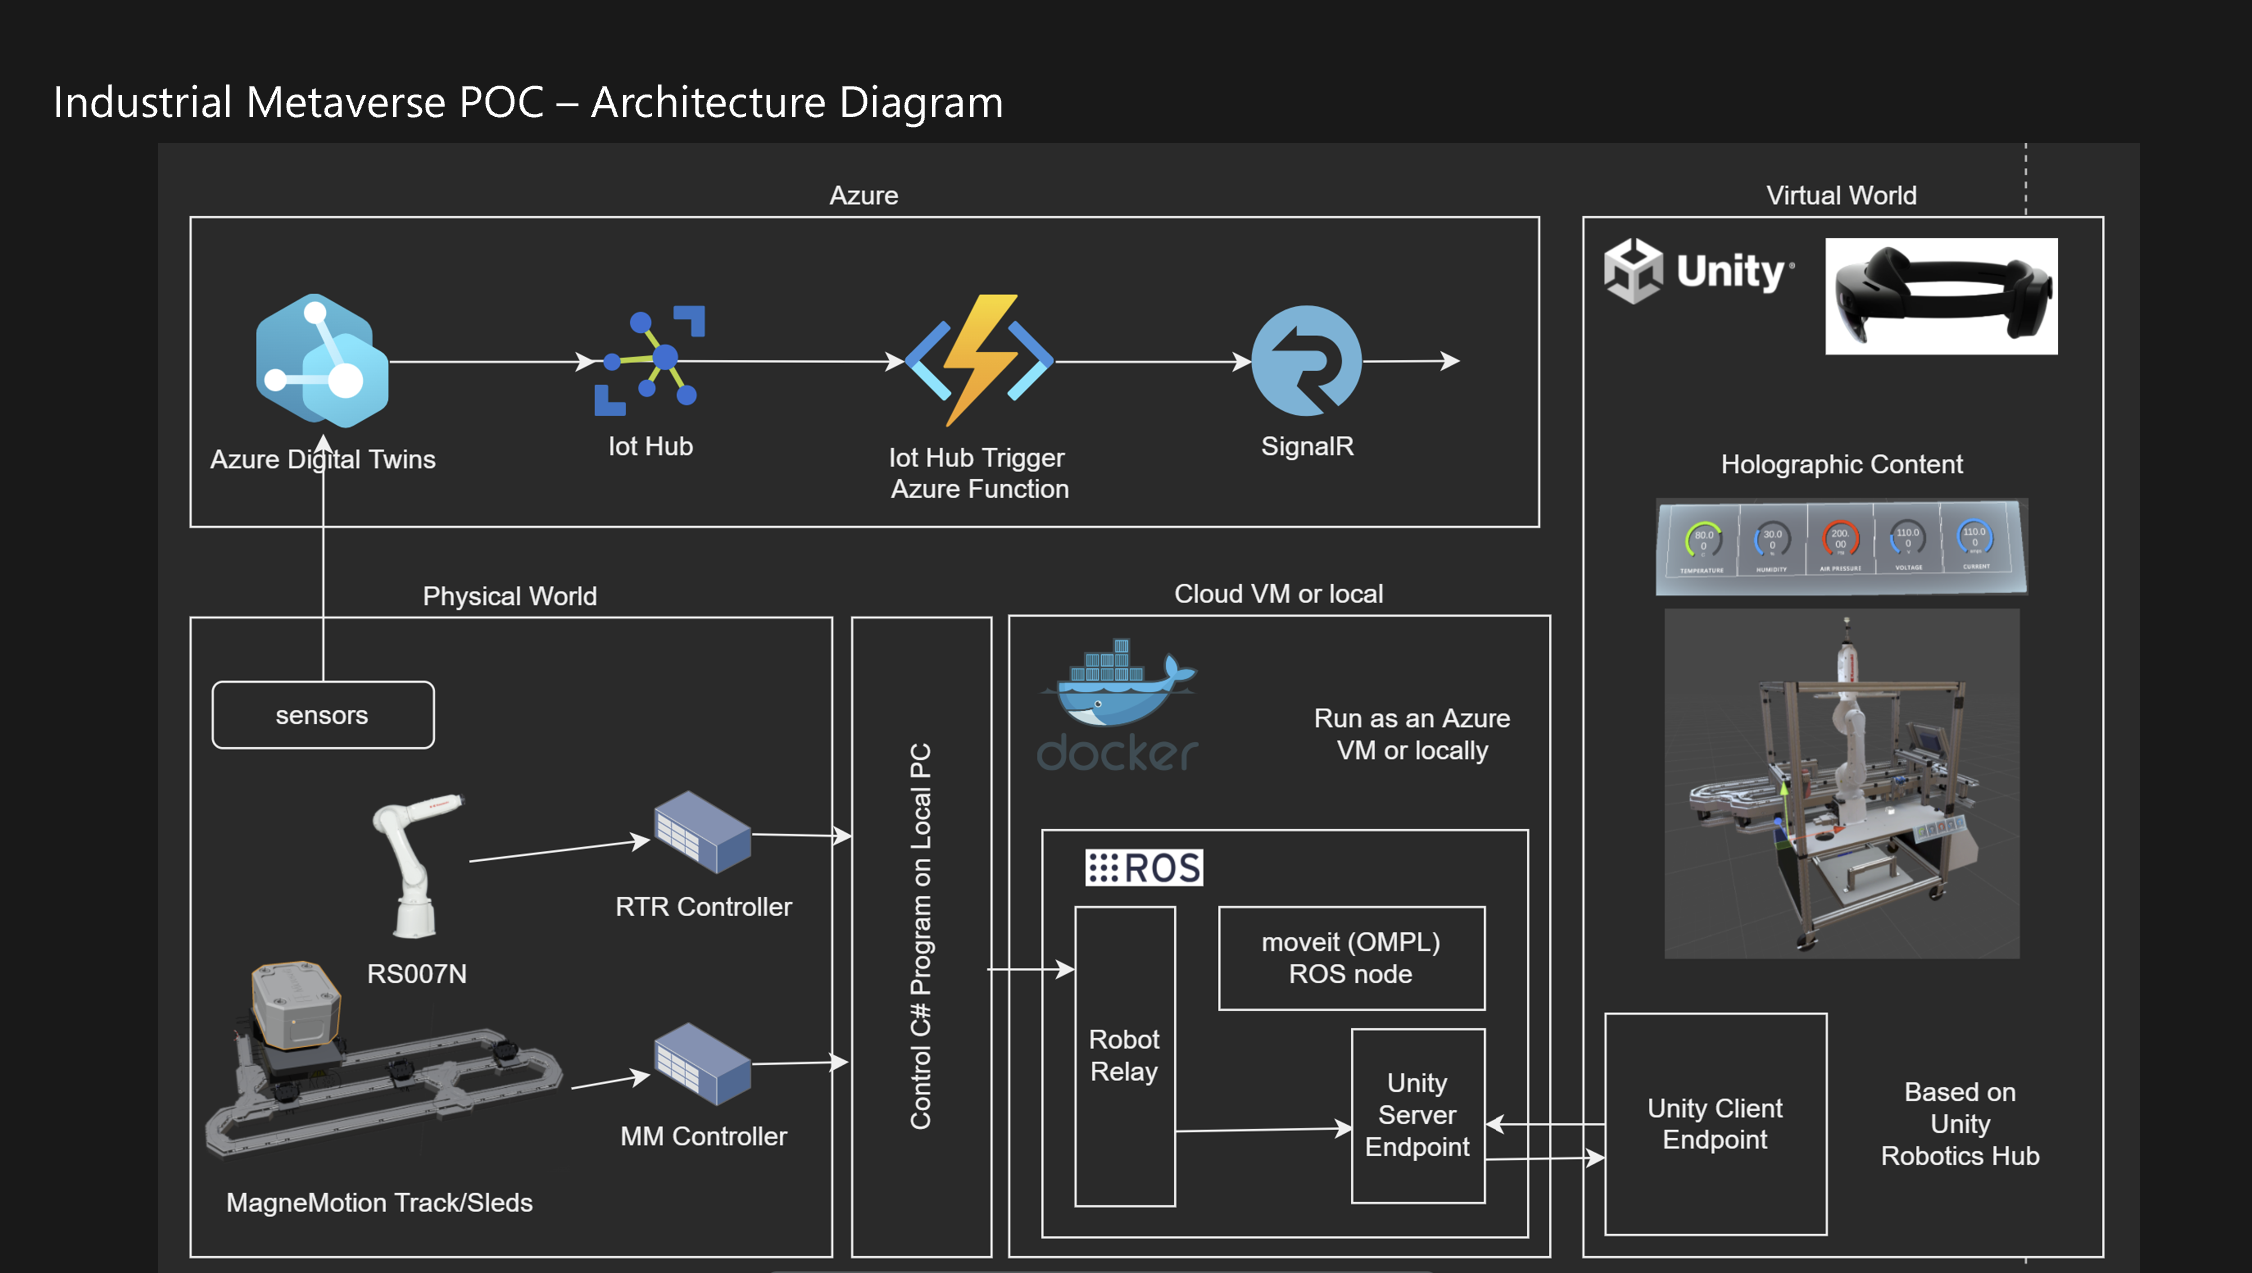 Industrial Metaverse POC – Architecture Diagram
Azure
Azure Digital Twins
Iot Hub
Iot Hub Trigger
Azure Function
SignalR
Virtual World
Unity
Holographic Content
80.0
0
TEMPERATURE
30.0
0
HUMIDITY
200.
00
AIR PRESSURE
110.0
0
VOLTAGE
110.0
0
CURRENT
Physical World
sensors
RS007N
RTR Controller
MM Controller
MagneMotion Track/Sleds
Control C# Program on Local PC
Cloud VM or local
docker
Run as an Azure
VM or locally
ROS
Robot
Relay
moveit (OMPL)
ROS node
Unity
Server
Endpoint
Unity Client
Endpoint
Based on
Unity
Robotics Hub